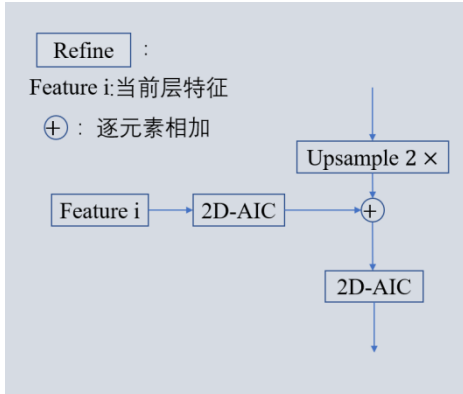 Refine :
Feature i:当前层特征
+ : 逐元素相加
Upsample 2 ×
Feature i
2D-AIC
+
2D-AIC